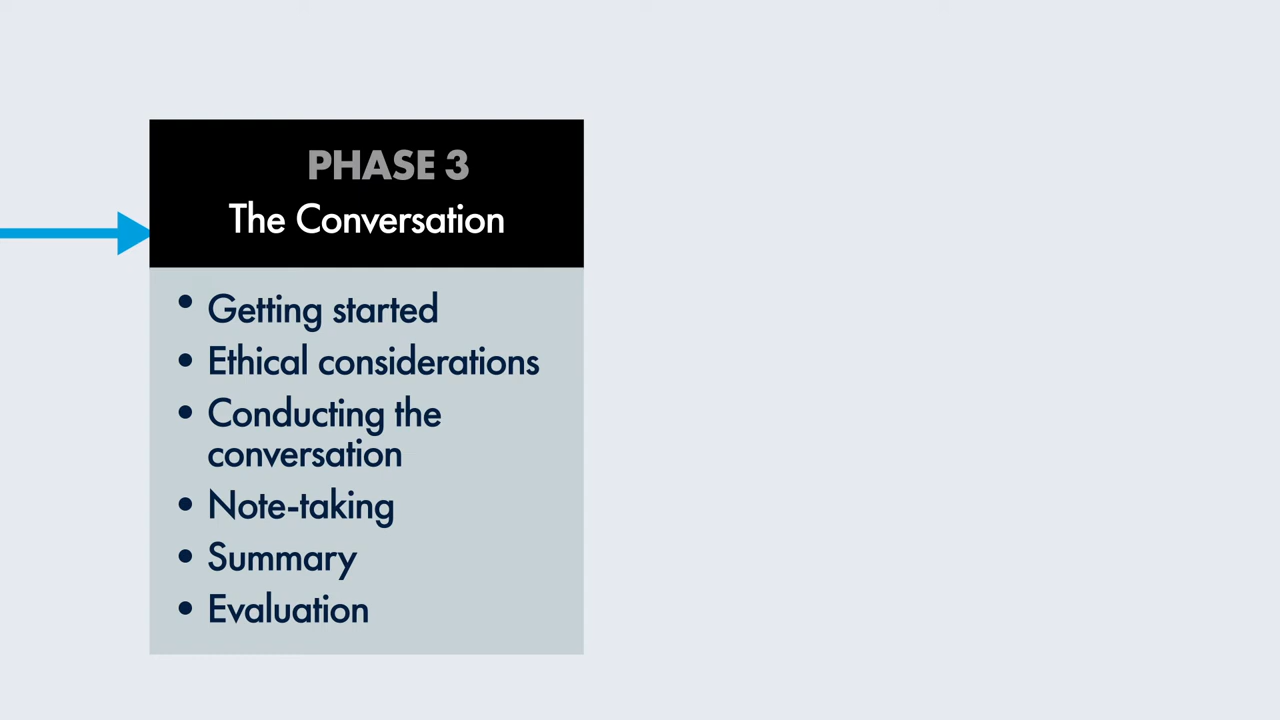 PHASE 3
The Conversation
• Getting started
• Ethical considerations
• Conducting the
conversation
• Note-taking
• Summary
• Evaluation